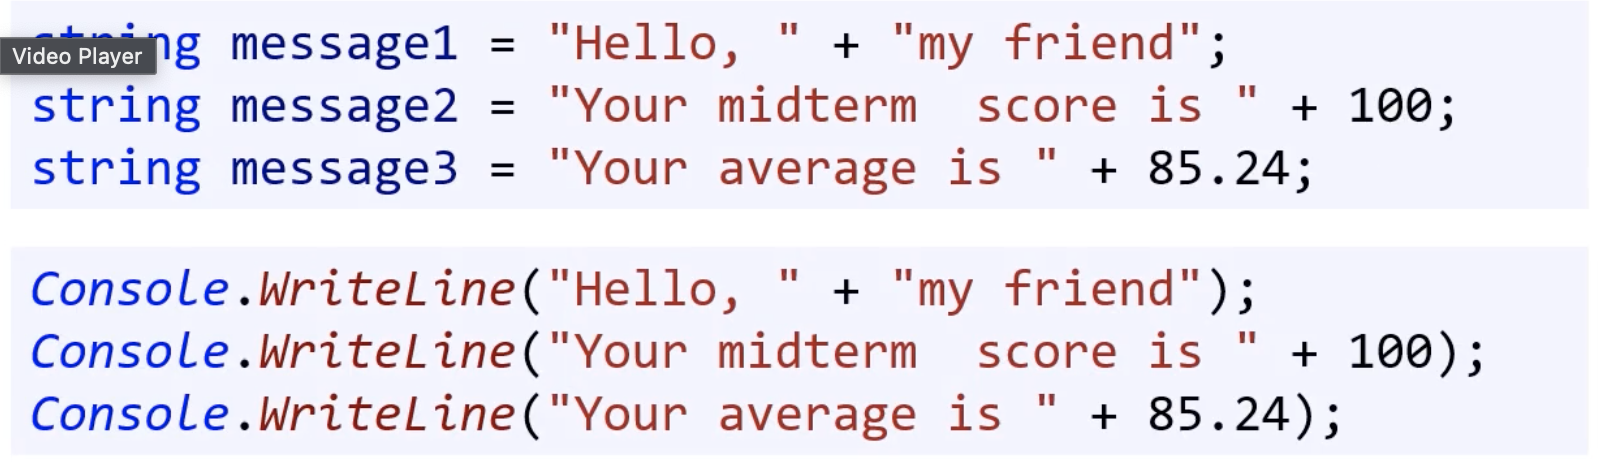 string message1 = "Hello, " + "my friend";
Video Player
string message2 = "Your midterm  score is " + 100;
string message3 = "Your average is " + 85.24;
Console.WriteLine("Hello, " + "my friend");
Console.WriteLine("Your midterm  score is " + 100);
Console.WriteLine("Your average is " + 85.24);